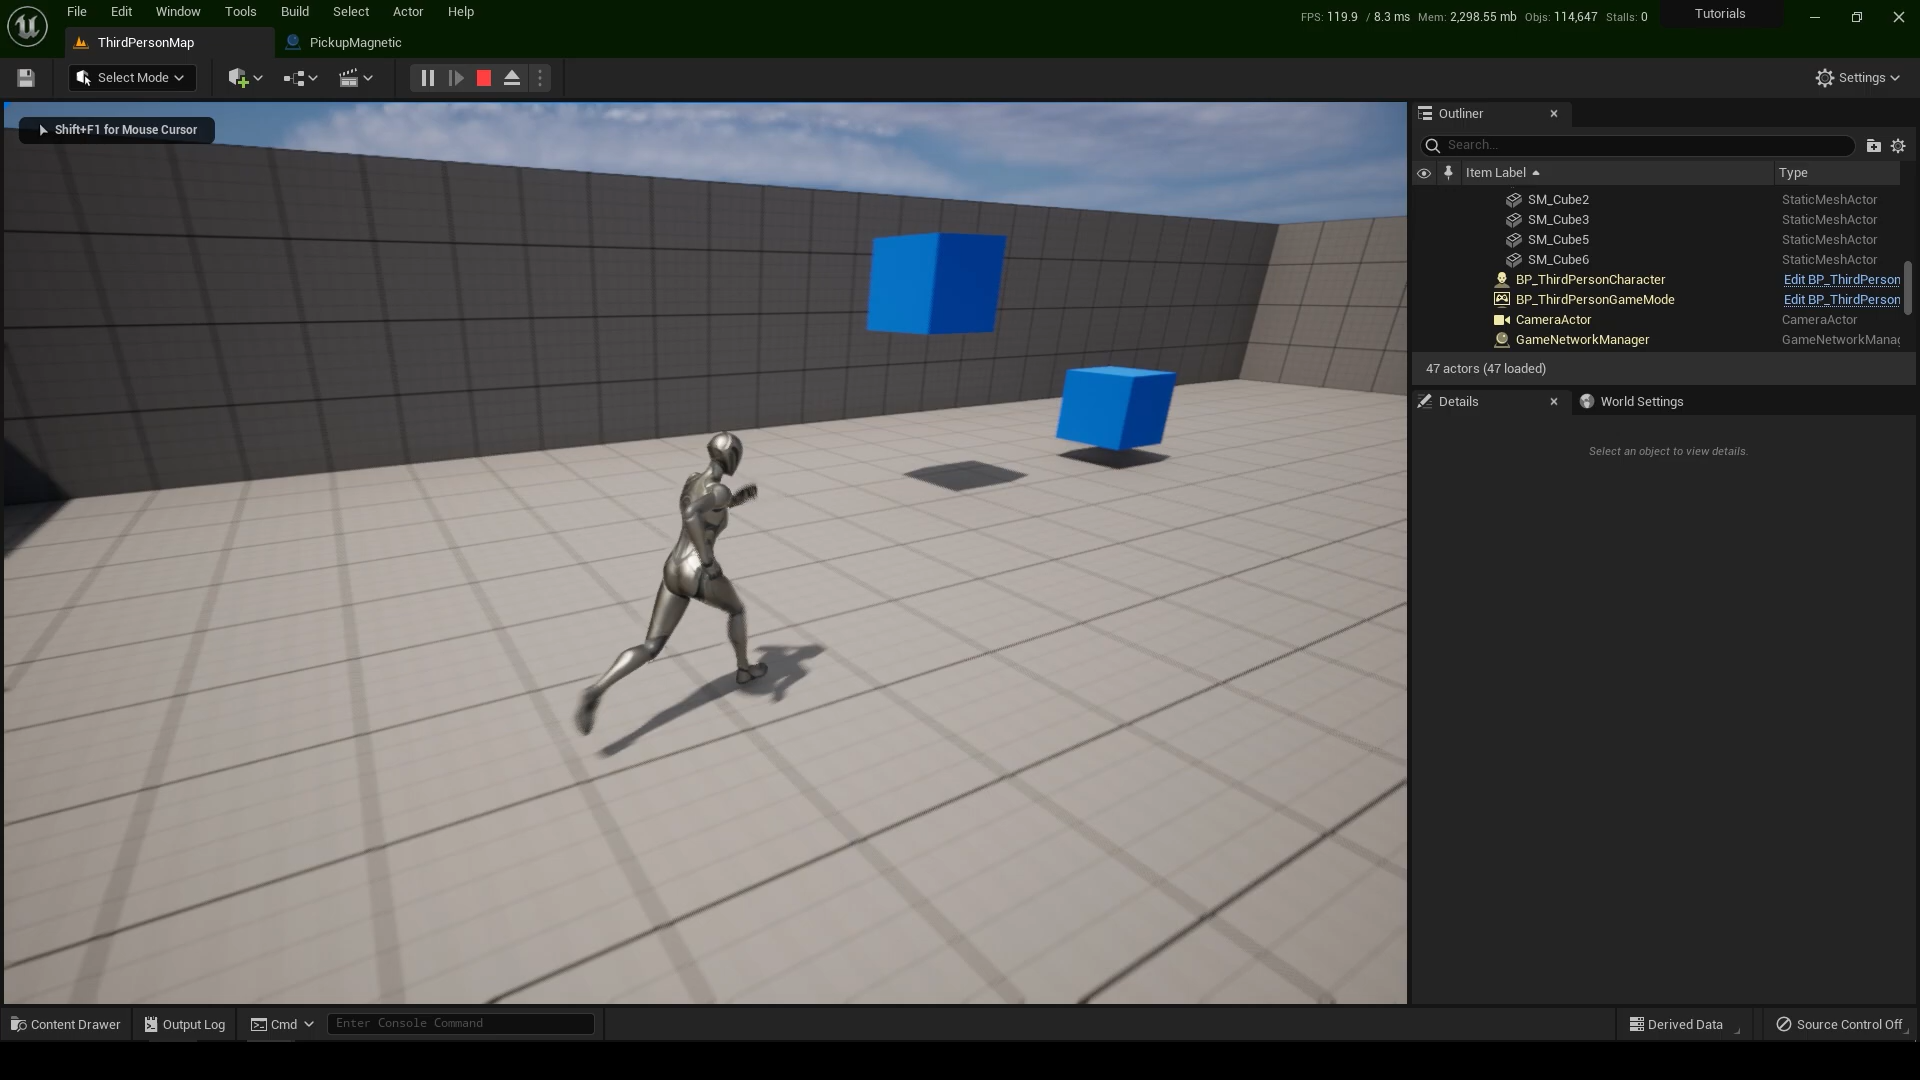 File Edit Window Tools Build Select Actor Help
FPS: 119.9 / 8.3 ms Mem: 2,298.55 mb Objs: 114,647 Stalls: 0
Tutorials
ThirdPersonMap
PickupMagnetic
Select Mode
Settings
Shift+F1 for Mouse Cursor
Outliner
Search...
Item Label Type
SM_Cube2 StaticMeshActor
SM_Cube3 StaticMeshActor
SM_Cube5 StaticMeshActor
SM_Cube6 StaticMeshActor
BP_ThirdPersonCharacter Edit BP_ThirdPerson
BP_ThirdPersonGameMode Edit BP_ThirdPerson
CameraActor CameraActor
GameNetworkManager GameNetworkManag
47 actors (47 loaded)
Details
World Settings
Select an object to view details.
Content Drawer
Output Log
Cmd
Enter Console Command
Derived Data
Source Control Off